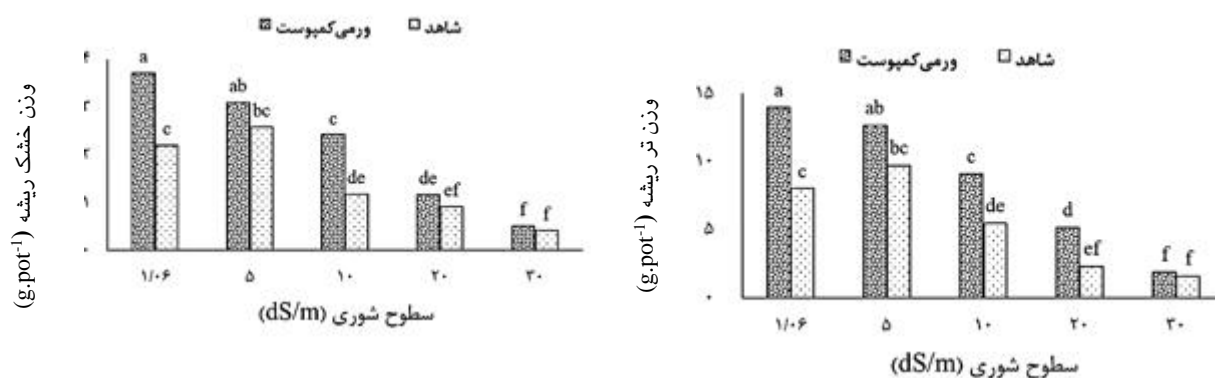 ورمی‌کمپوست شاهد
وزن خشک ریشه (g.pot-1)
۴
۳
۲
۱
۰
a c ab bc c de de ef f f
۱/۰۶ ۵ ۱۰ ۲۰ ۳۰
سطوح شوری (dS/m)
ورمی‌کمپوست شاهد
وزن تر ریشه (g.pot-1)
۱۵
۱۰
۵
۰
a c ab bc c de d ef f f
۱/۰۶ ۵ ۱۰ ۲۰ ۳۰
سطوح شوری (dS/m)